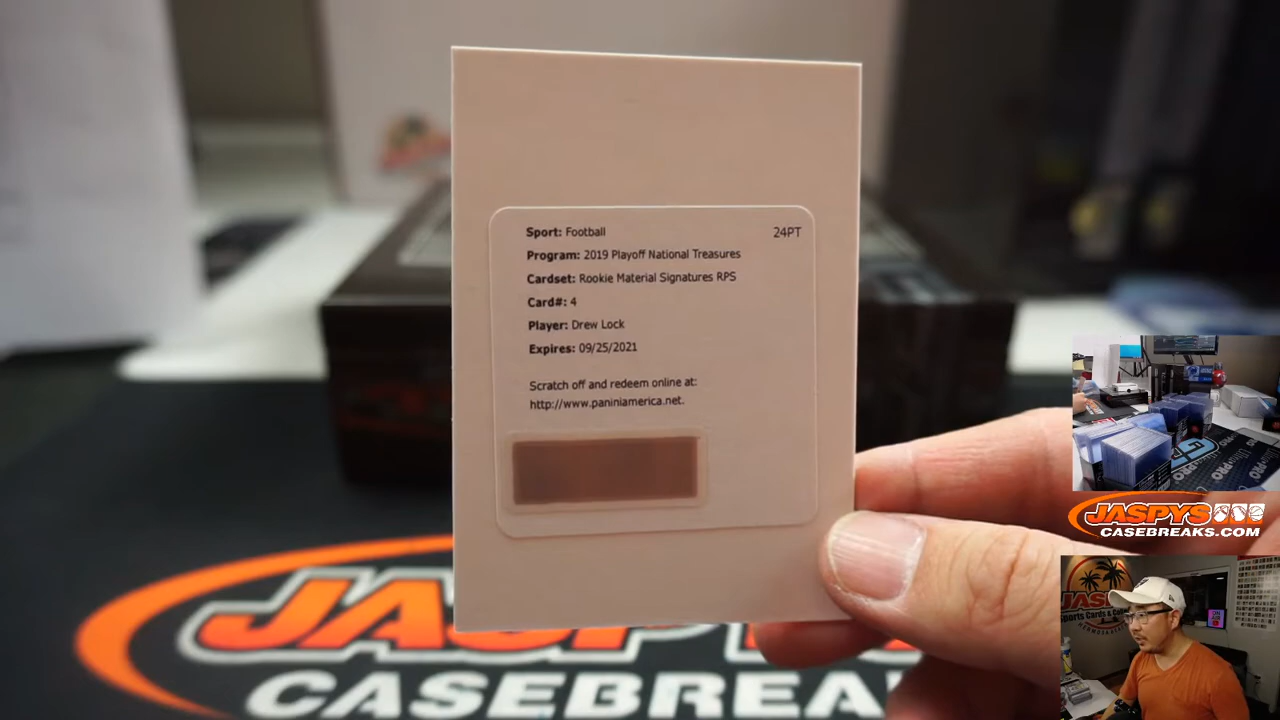 Sport: Football 24PT
Program: 2019 Playoff National Treasures
Cardset: Rookie Material Signatures RPS
Card#: 4
Player: Drew Lock
Expires: 09/25/2021
Scratch off and redeem online at:
http://www.paniniamerica.net.
JASPYS
CASEBREAKS.COM
JASPY
CASEBREA